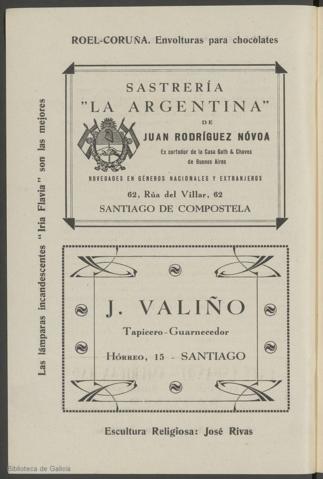 ROEL-CORUÑA. Envolturas para chocolates
Las lámparas incandescentes "Iria Flavia" son las mejores
SASTRERÍA
"LA ARGENTINA"
DE
JUAN RODRÍGUEZ NÓVOA
Ex cortador de la Casa Gath & Chaves
de Buenos Aires
NOVEDADES EN GÉNEROS NACIONALES Y EXTRANJEROS
62, Rúa del Villar, 62
SANTIAGO DE COMPOSTELA
J. VALIÑO
Tapicero-Guarnecedor
HÓRREO, 15 - SANTIAGO
Escultura Religiosa: José Rivas
Biblioteca de Galicia